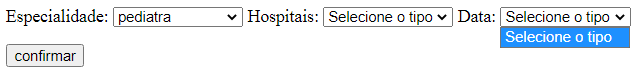 Especialidade: pediatra Hospitais: Selecione o tipo Data: Selecione o tipo
Selecione o tipo
confirmar